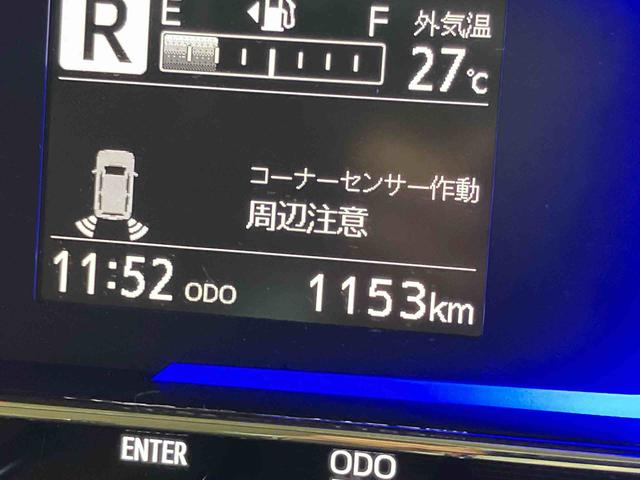 R E F 外気温
27℃
コーナーセンサー作動
周辺注意
11:52 ODO 1153km
ENTER ODO